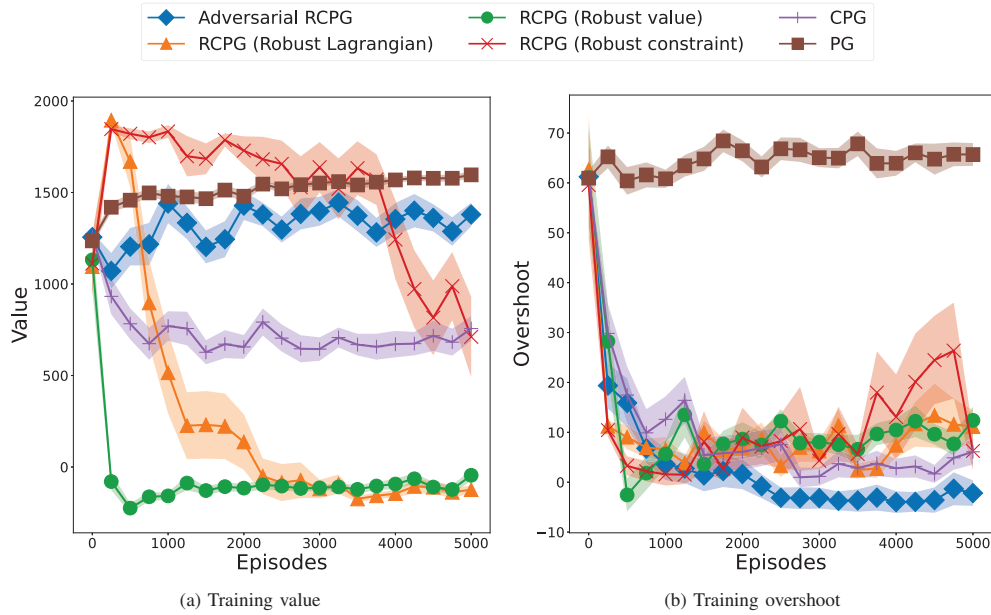 Adversarial RCPG
RCPG (Robust Lagrangian)
RCPG (Robust value)
RCPG (Robust constraint)
CPG
PG
Value
2000
1500
1000
500
0
0 1000 2000 3000 4000 5000
Episodes
(a) Training value
Overshoot
70
60
50
40
30
20
10
0
−10
0 1000 2000 3000 4000 5000
Episodes
(b) Training overshoot